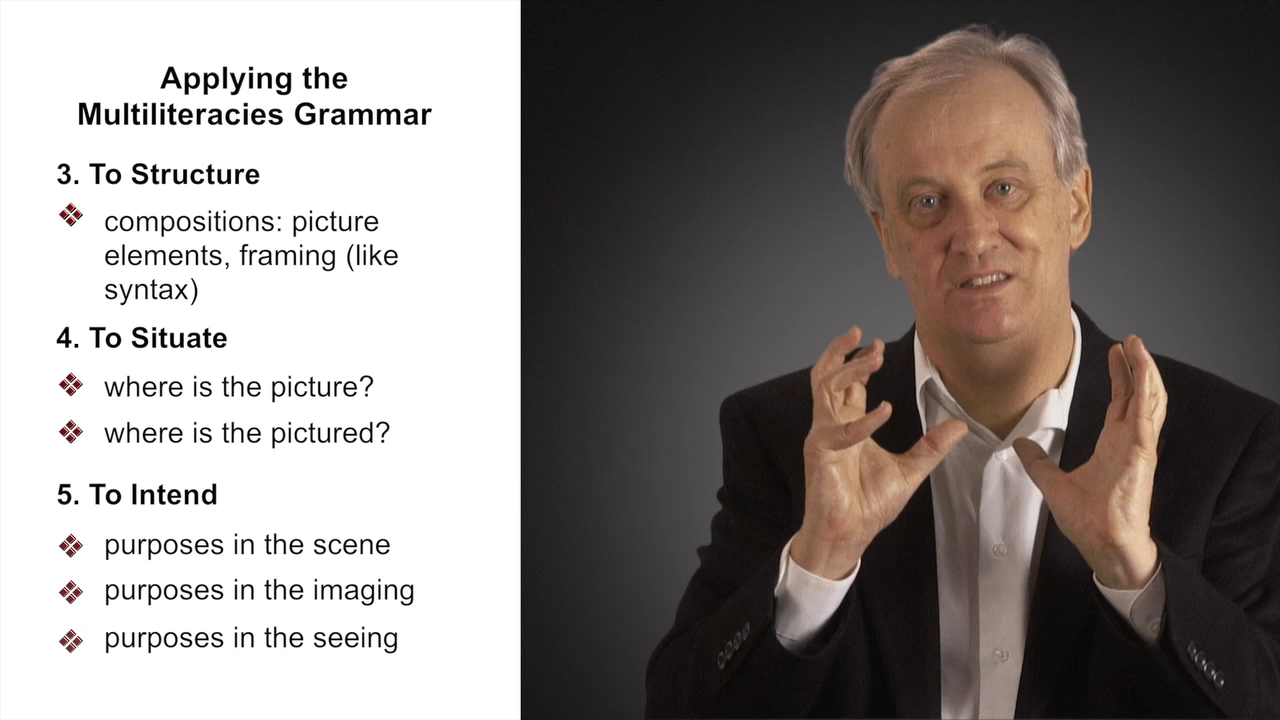 Applying the
Multiliteracies Grammar
3. To Structure
compositions: picture
elements, framing (like
syntax)
4. To Situate
where is the picture?
where is the pictured?
5. To Intend
purposes in the scene
purposes in the imaging
purposes in the seeing